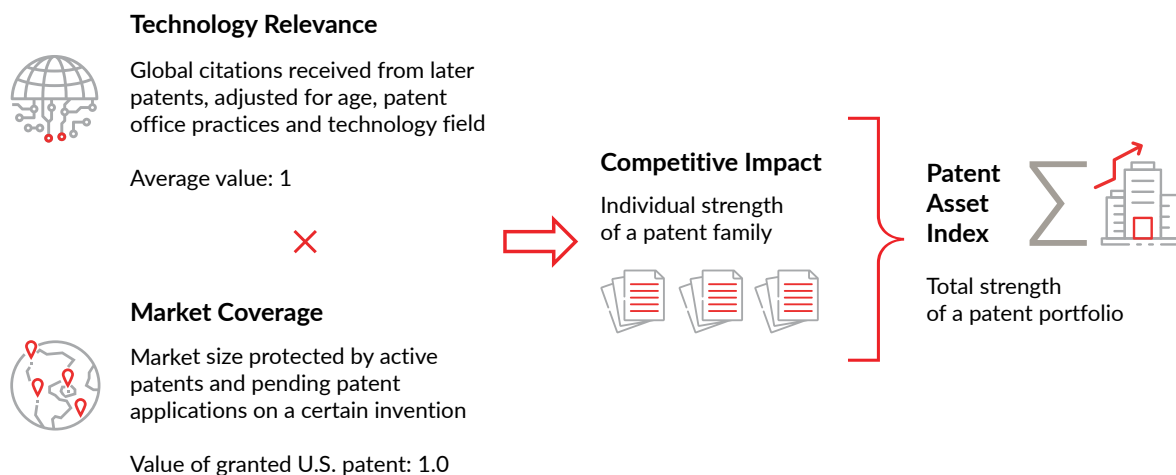 Technology Relevance
Global citations received from later
patents, adjusted for age, patent
office practices and technology field
Average value: 1
×
Market Coverage
Market size protected by active
patents and pending patent
applications on a certain invention
Value of granted U.S. patent: 1.0
Competitive Impact
Individual strength
of a patent family
Patent
Asset
Index
∑
Total strength
of a patent portfolio